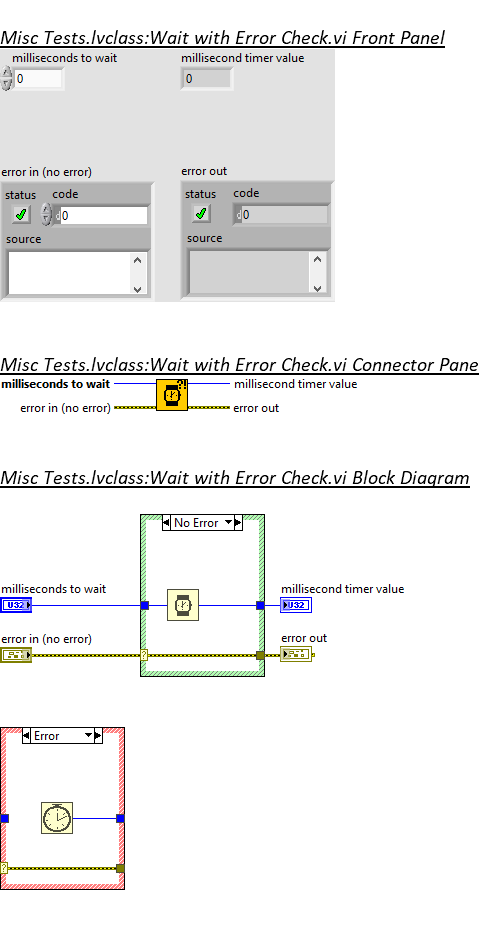 Misc Tests.lvclass:Wait with Error Check.vi Front Panel
milliseconds to wait millisecond timer value
0 0
error in (no error) error out
status code status code
d 0 d 0
source source
Misc Tests.lvclass:Wait with Error Check.vi Connector Pane
?!
milliseconds to wait millisecond timer value
error in (no error) error out
Misc Tests.lvclass:Wait with Error Check.vi Block Diagram
No Error
milliseconds to wait millisecond timer value
U32 U32
error in (no error) error out
?
Error
?